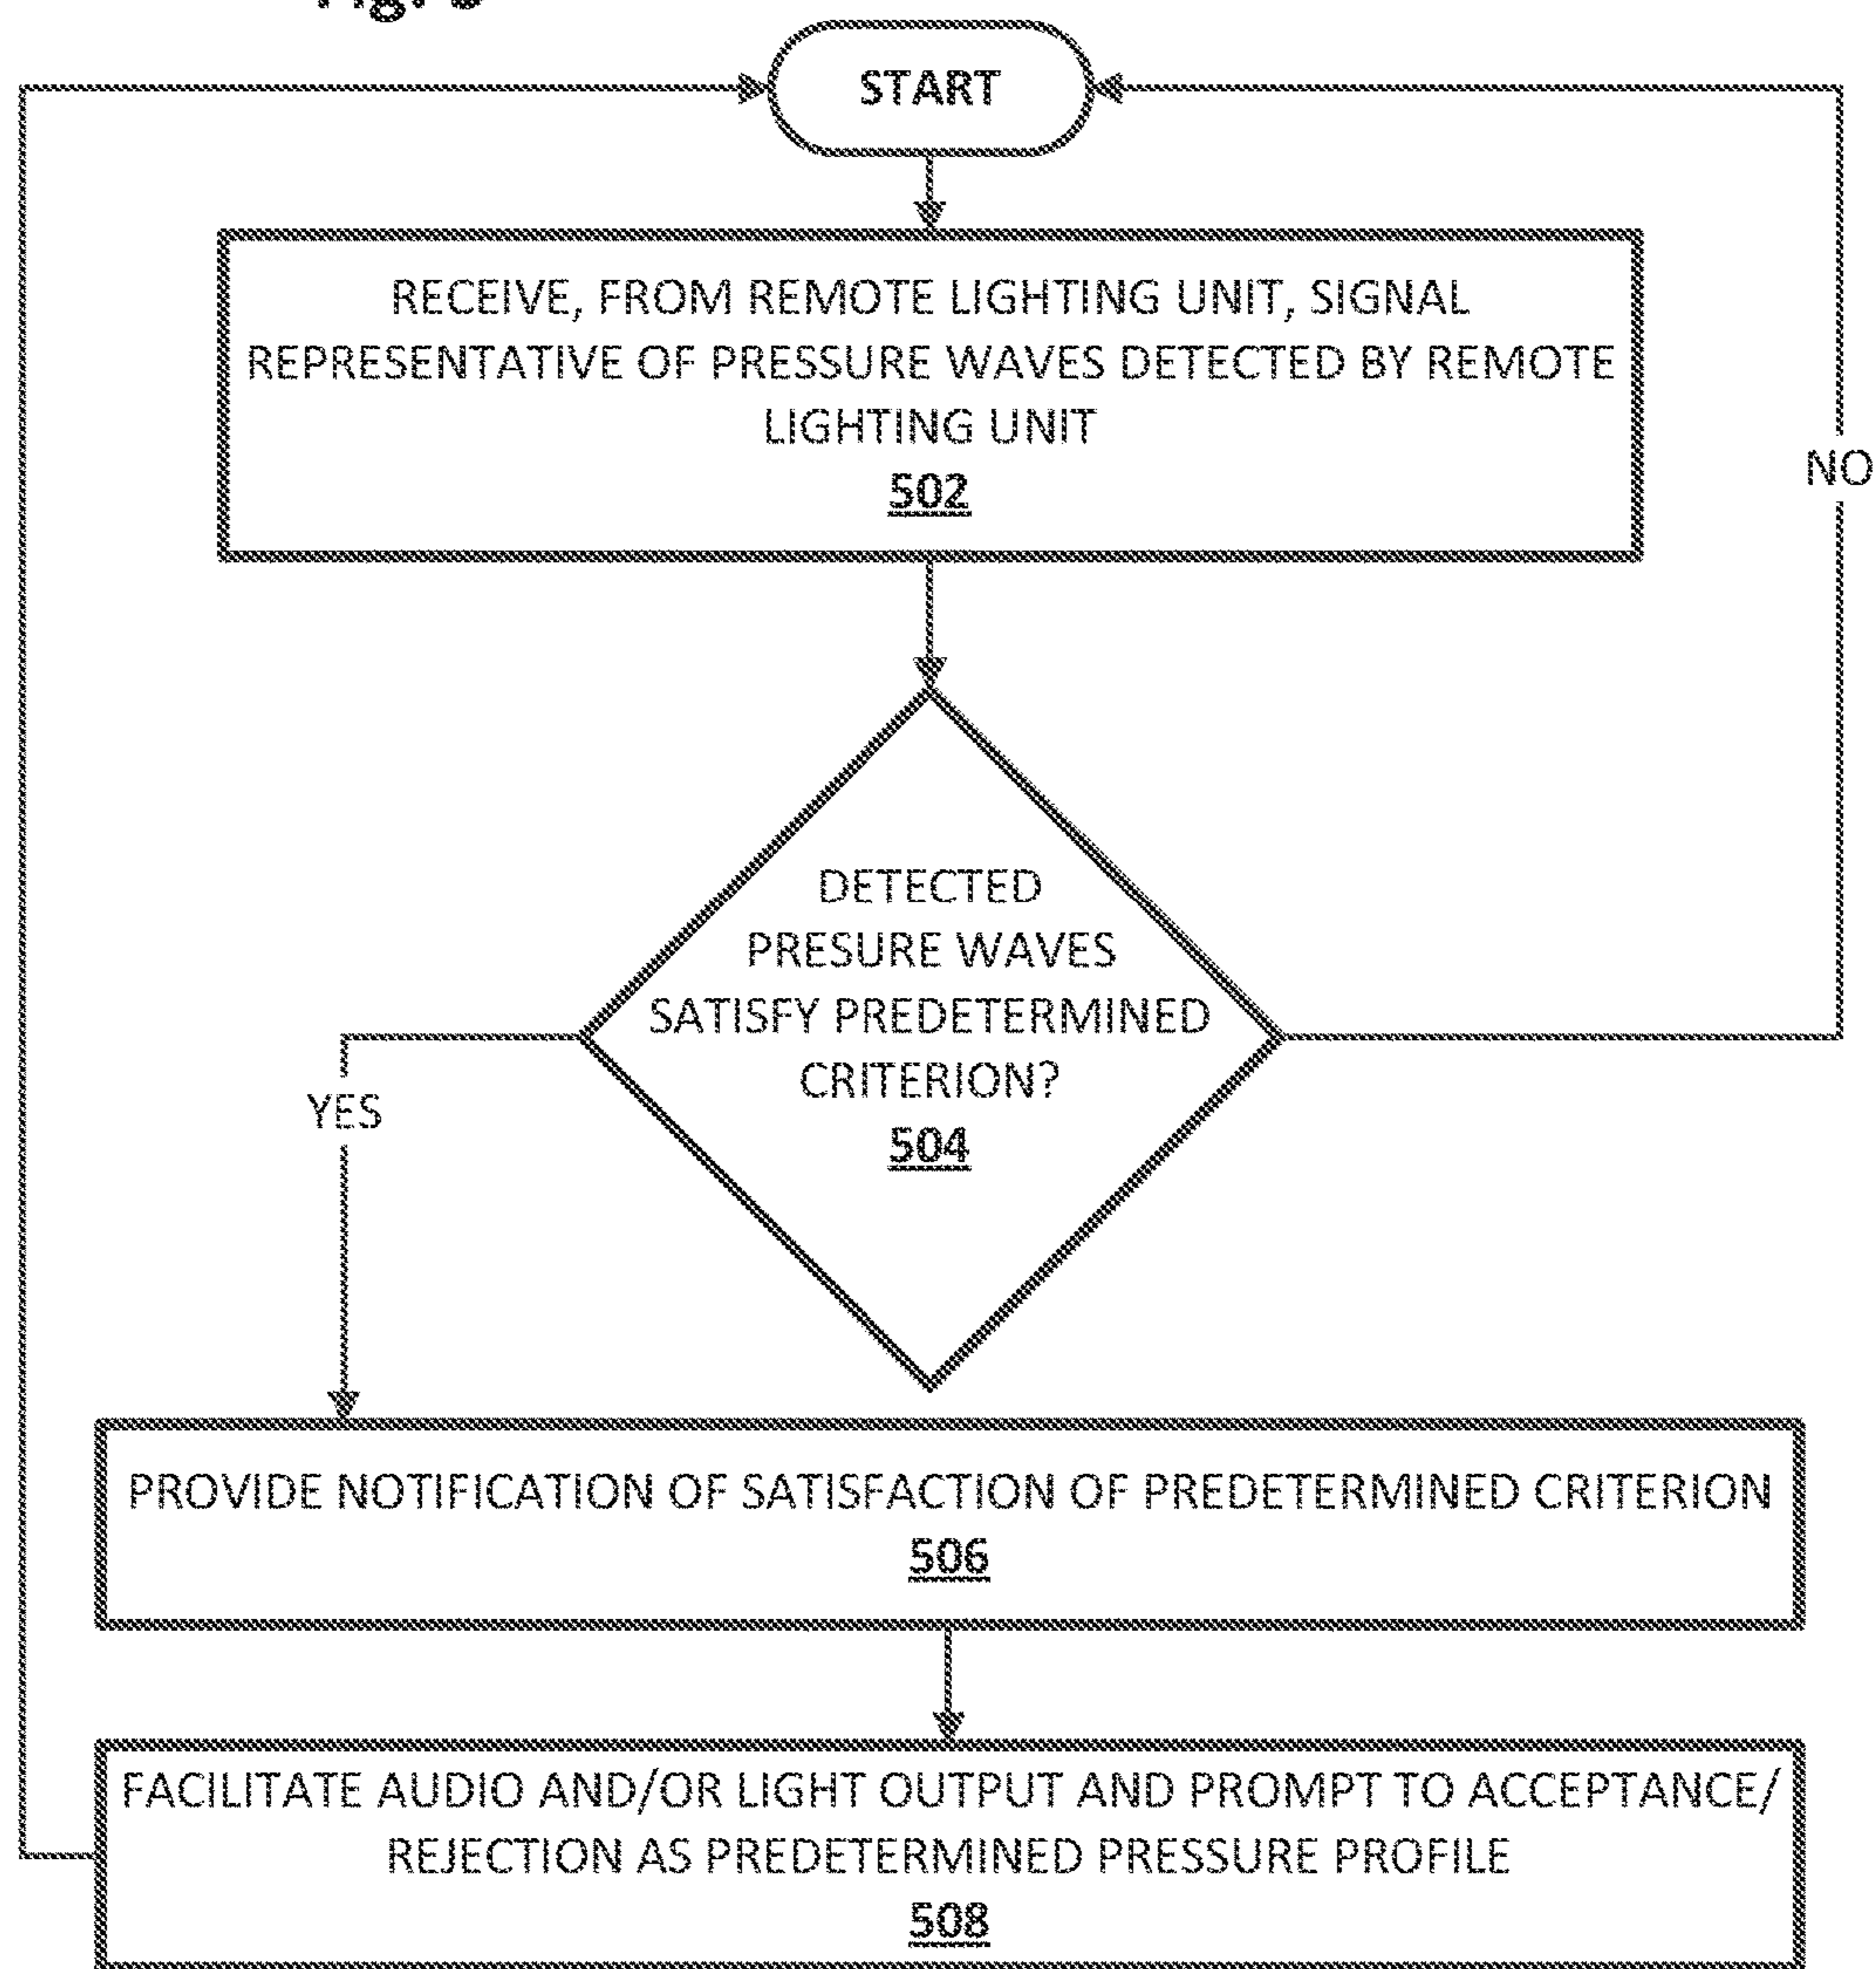 START
RECEIVE, FROM REMOTE LIGHTING UNIT, SIGNAL
REPRESENTATIVE OF PRESSURE WAVES DETECTED BY REMOTE
LIGHTING UNIT
502
NO
DETECTED
PRESURE WAVES
SATISFY PREDETERMINED
CRITERION?
504
YES
PROVIDE NOTIFICATION OF SATISFACTION OF PREDETERMINED CRITERION
506
FACILITATE AUDIO AND/OR LIGHT OUTPUT AND PROMPT TO ACCEPTANCE/
REJECTION AS PREDETERMINED PRESSURE PROFILE
508